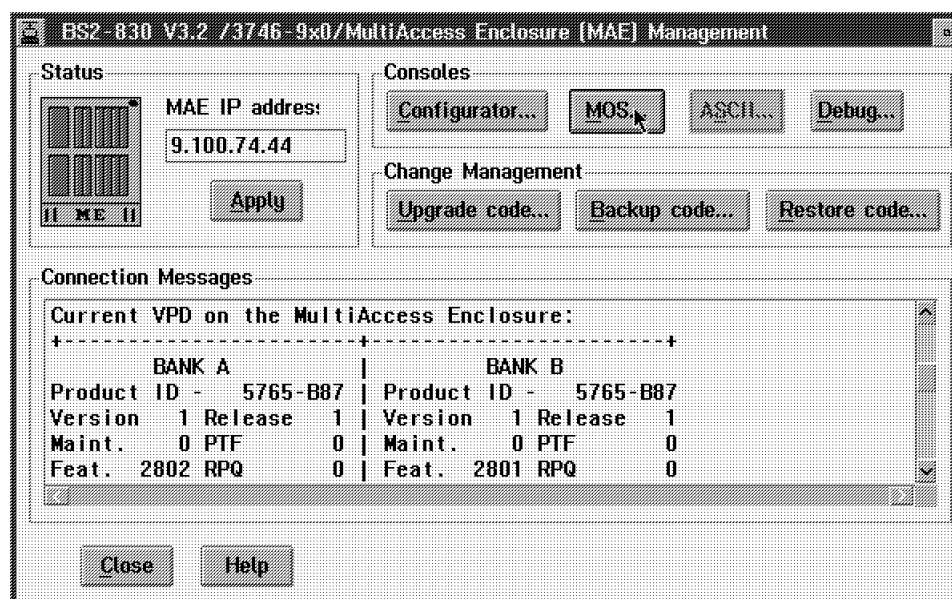 BS2-830 V3.2 /3746-9x0/MultiAccess Enclosure (MAE) Management
Status
MAE IP address:
9.100.74.44
Apply
ME
Consoles
Configurator...
MOS...
ASCII...
Debug...
Change Management
Upgrade code...
Backup code...
Restore code...
Connection Messages
Current VPD on the MultiAccess Enclosure:
+-----------------------+-----------------------+
BANK A | BANK B
Product ID - 5765-B87 | Product ID - 5765-B87
Version 1 Release 1 | Version 1 Release 1
Maint. 0 PTF 0 | Maint. 0 PTF 0
Feat. 2802 RPQ 0 | Feat. 2801 RPQ 0
Close
Help